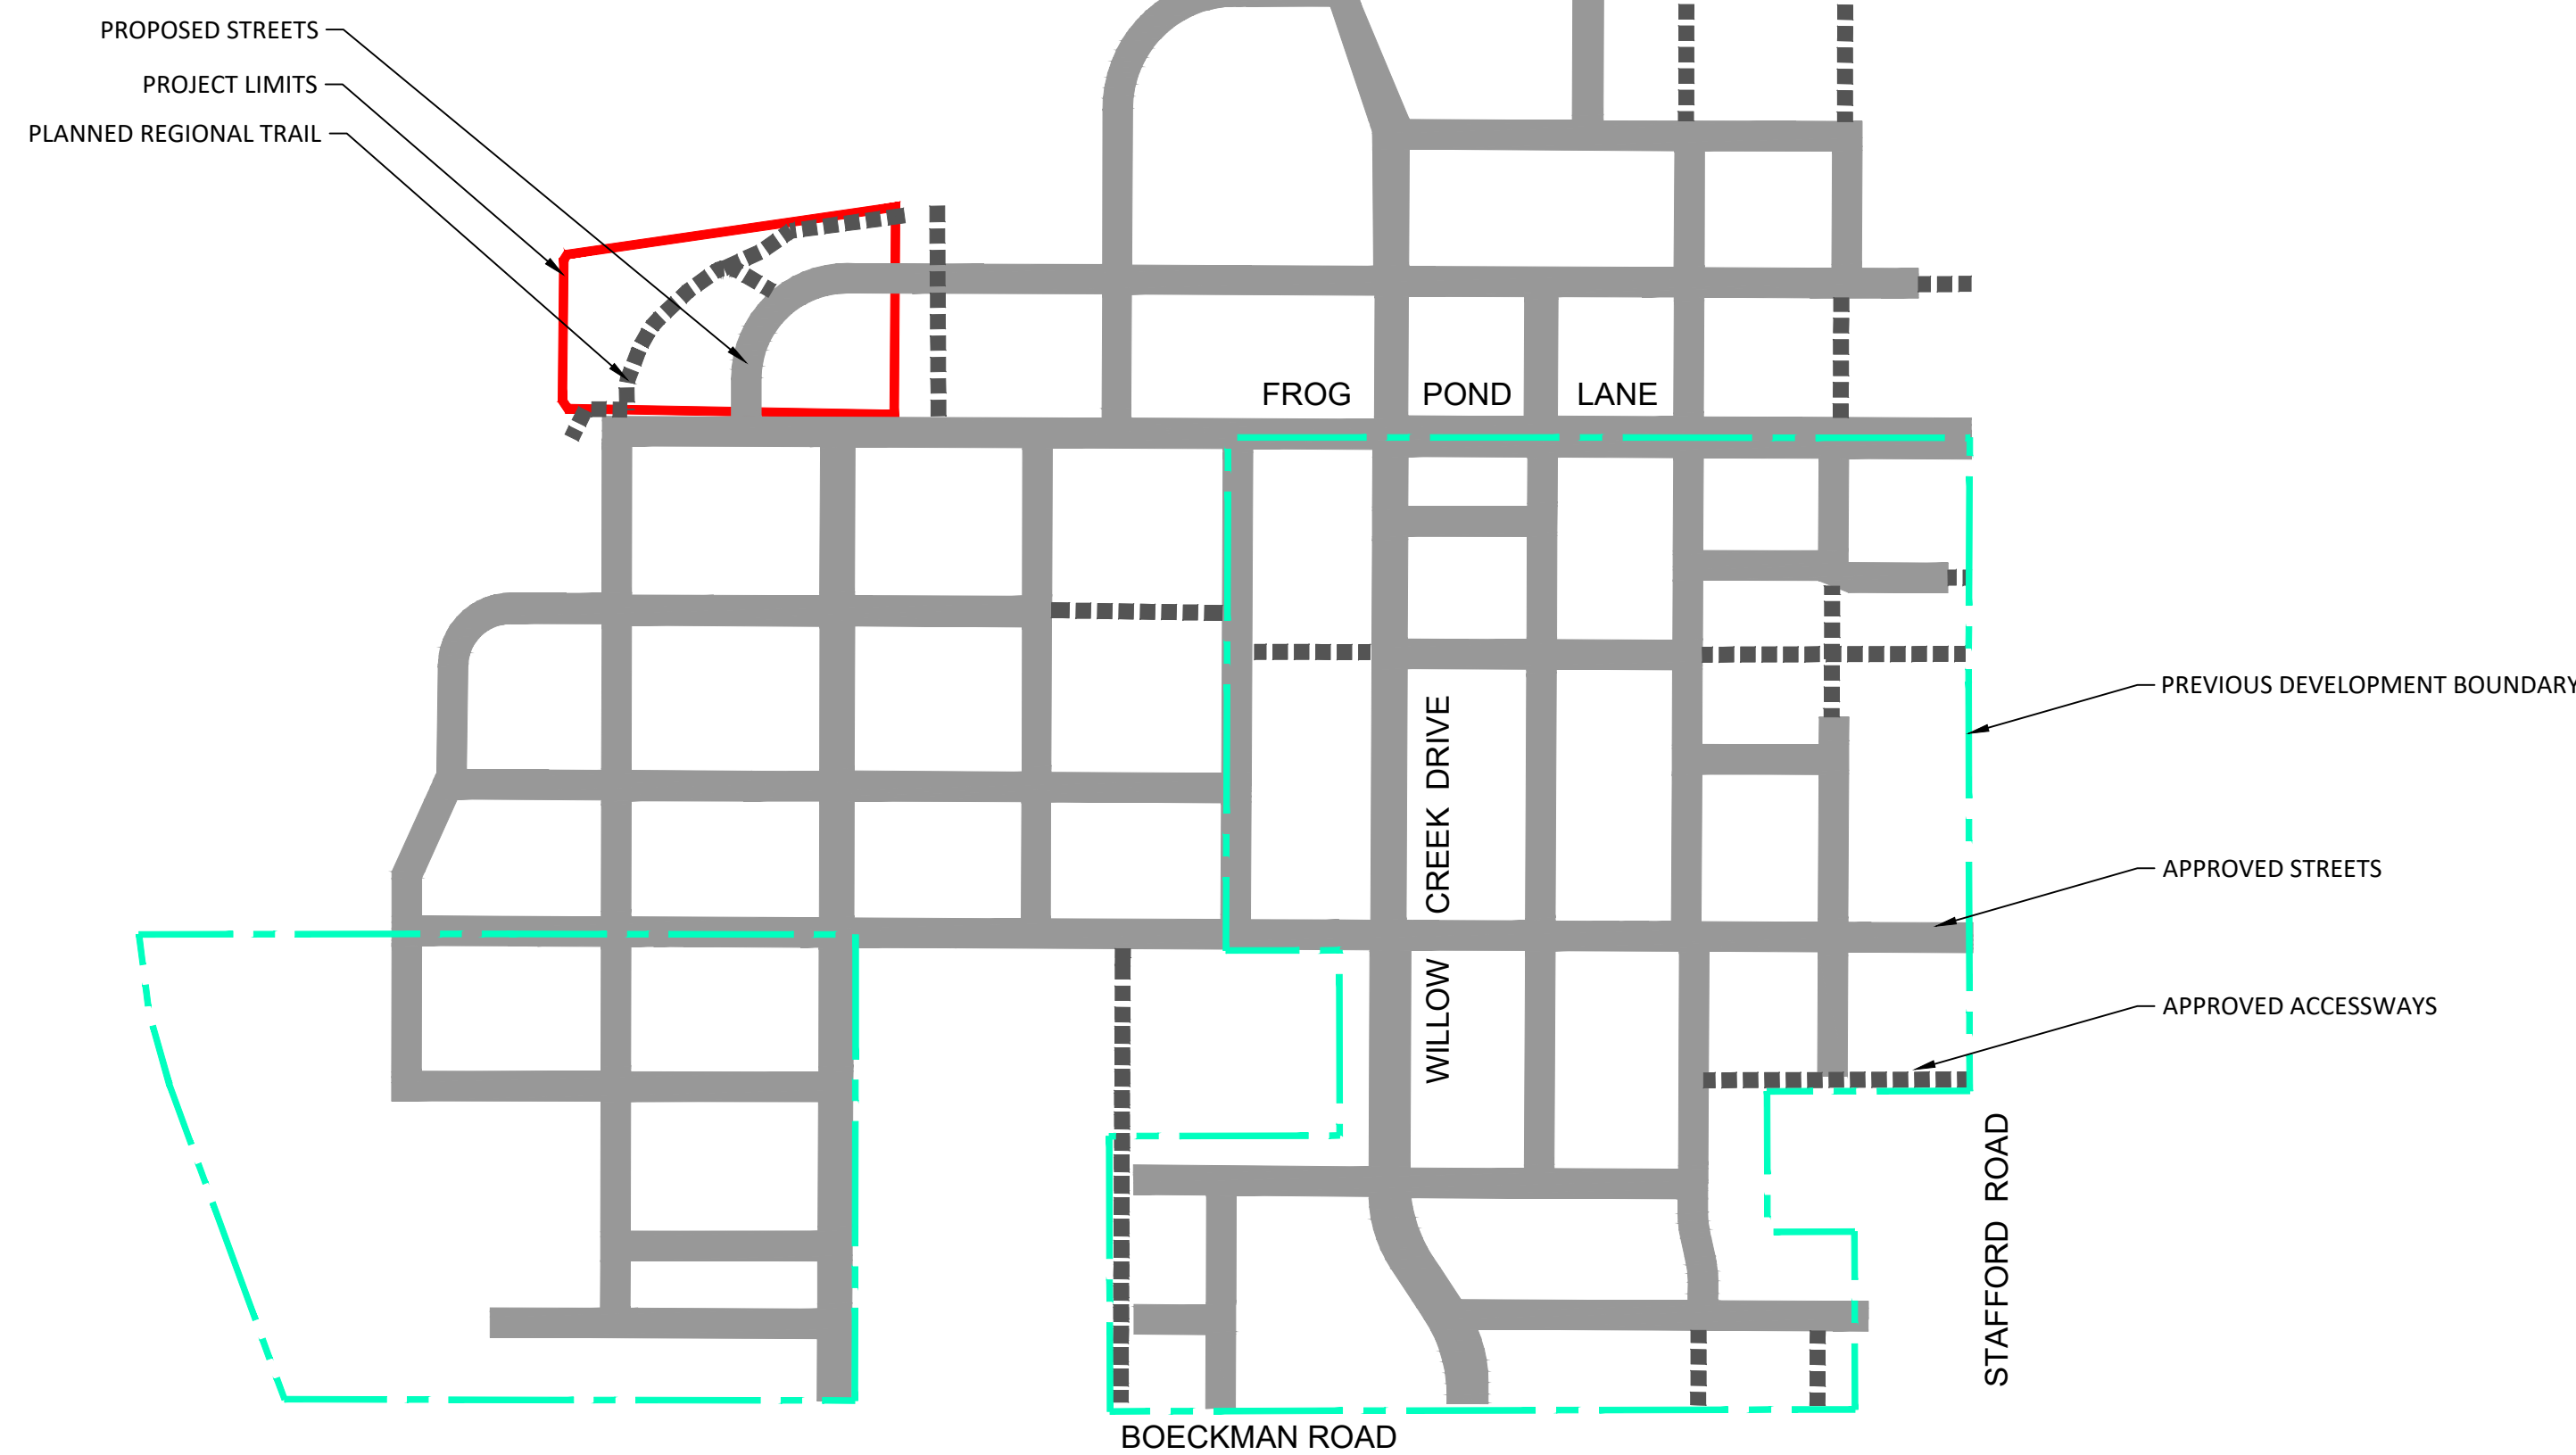 PROPOSED STREETS
PROJECT LIMITS
PLANNED REGIONAL TRAIL
FROG POND LANE
PREVIOUS DEVELOPMENT BOUNDARY
WILLOW CREEK DRIVE
APPROVED STREETS
APPROVED ACCESSWAYS
STAFFORD ROAD
BOECKMAN ROAD